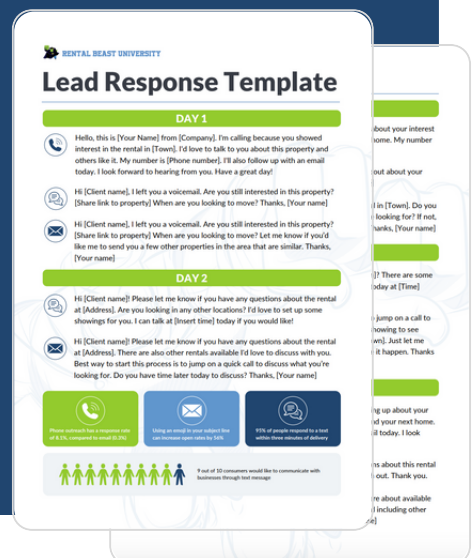 RENTAL BEAST UNIVERSITY
Lead Response Template
DAY 1
Hello, this is [Your Name] from [Company]. I'm calling because you showed
interest in the rental in [Town]. I'd love to talk to you about this property and
others like it. My number is [Phone number]. I'll also follow up with an email
today. I look forward to hearing from you. Have a great day!
Hi [Client name], I left you a voicemail. Are you still interested in this property?
[Share link to property] When are you looking to move? Thanks, [Your name]
Hi [Client name], I left you a voicemail. Are you still interested in this property?
[Share link to property] When are you looking to move? Let me know if you'd
like me to send you a few other properties in the area that are similar. Thanks,
[Your name]
DAY 2
Hi [Client name]! Please let me know if you have any questions about the rental
at [Address]. Are you looking in any other locations? I'd love to set up some
showings for you. I can talk at [Insert time] today if you would like!
Hi [Client name]! Please let me know if you have any questions about the rental
at [Address]. There are also other rentals available I'd love to discuss with you.
Best way to start this process is to jump on a quick call to discuss what you're
looking for. Do you have time later today to discuss? Thanks, [Your name]
Phone outreach has a response rate
of 8.2%, compared to email (0.3%)
Using an emoji in your subject line
can increase open rates by 56%
95% of people respond to a text
within three minutes of delivery
9 out of 10 consumers would like to communicate with
businesses through text message
about your interest
home. My number
out about your
in [Town]. Do you
looking for? If not,
[Your name]
There are some
today at [Time]
jump on a call to
showing to see
Just let me
it happen. Thanks
up about your
your next home.
today. I look
about this rental
out. Thank you.
about available
including other